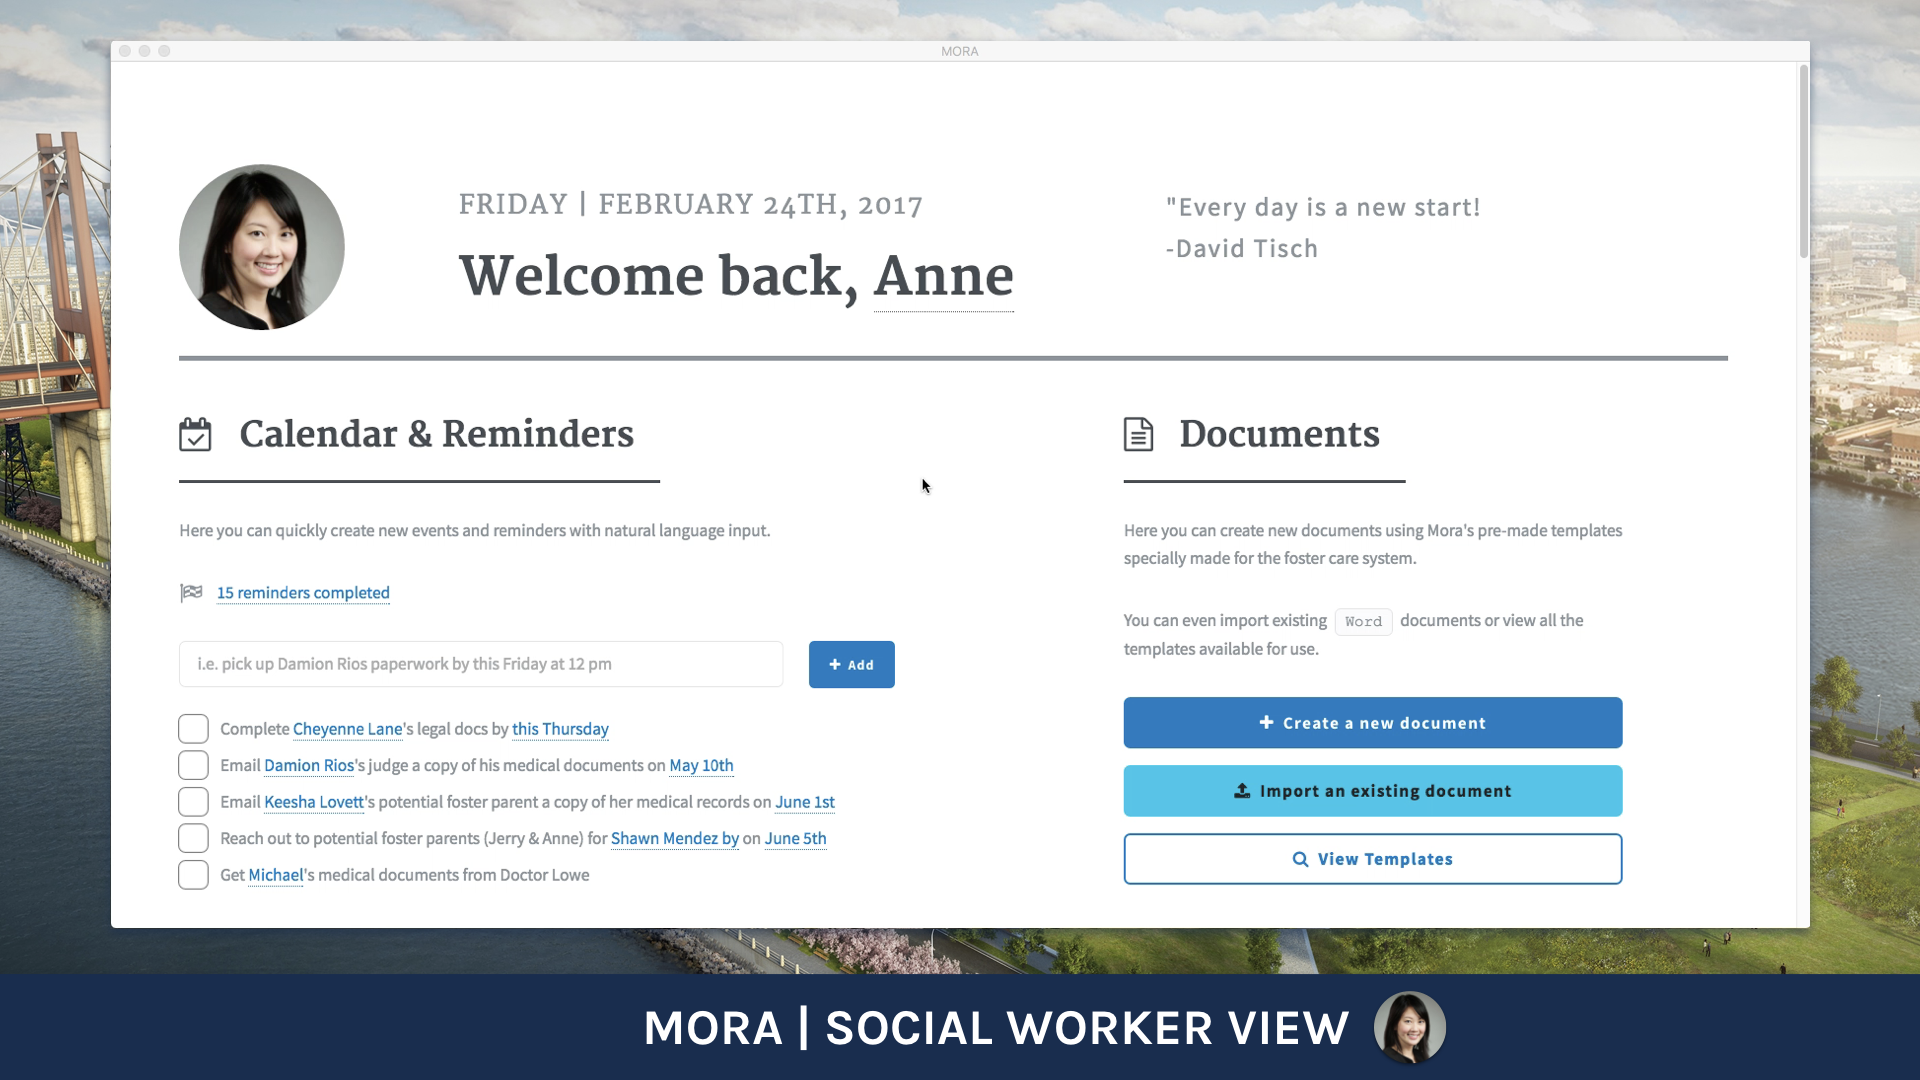 MORA
FRIDAY | FEBRUARY 24TH, 2017
Welcome back, Anne
"Every day is a new start!
-David Tisch
Calendar & Reminders
Here you can quickly create new events and reminders with natural language input.
15 reminders completed
i.e. pick up Damion Rios paperwork by this Friday at 12 pm
+ Add
Complete Cheyenne Lane's legal docs by this Thursday
Email Damion Rios's judge a copy of his medical documents on May 10th
Email Keesha Lovett's potential foster parent a copy of her medical records on June 1st
Reach out to potential foster parents (Jerry & Anne) for Shawn Mendez by on June 5th
Get Michael's medical documents from Doctor Lowe
Documents
Here you can create new documents using Mora's pre-made templates
specially made for the foster care system.
You can even import existing Word documents or view all the
templates available for use.
+ Create a new document
Import an existing document
View Templates
MORA | SOCIAL WORKER VIEW